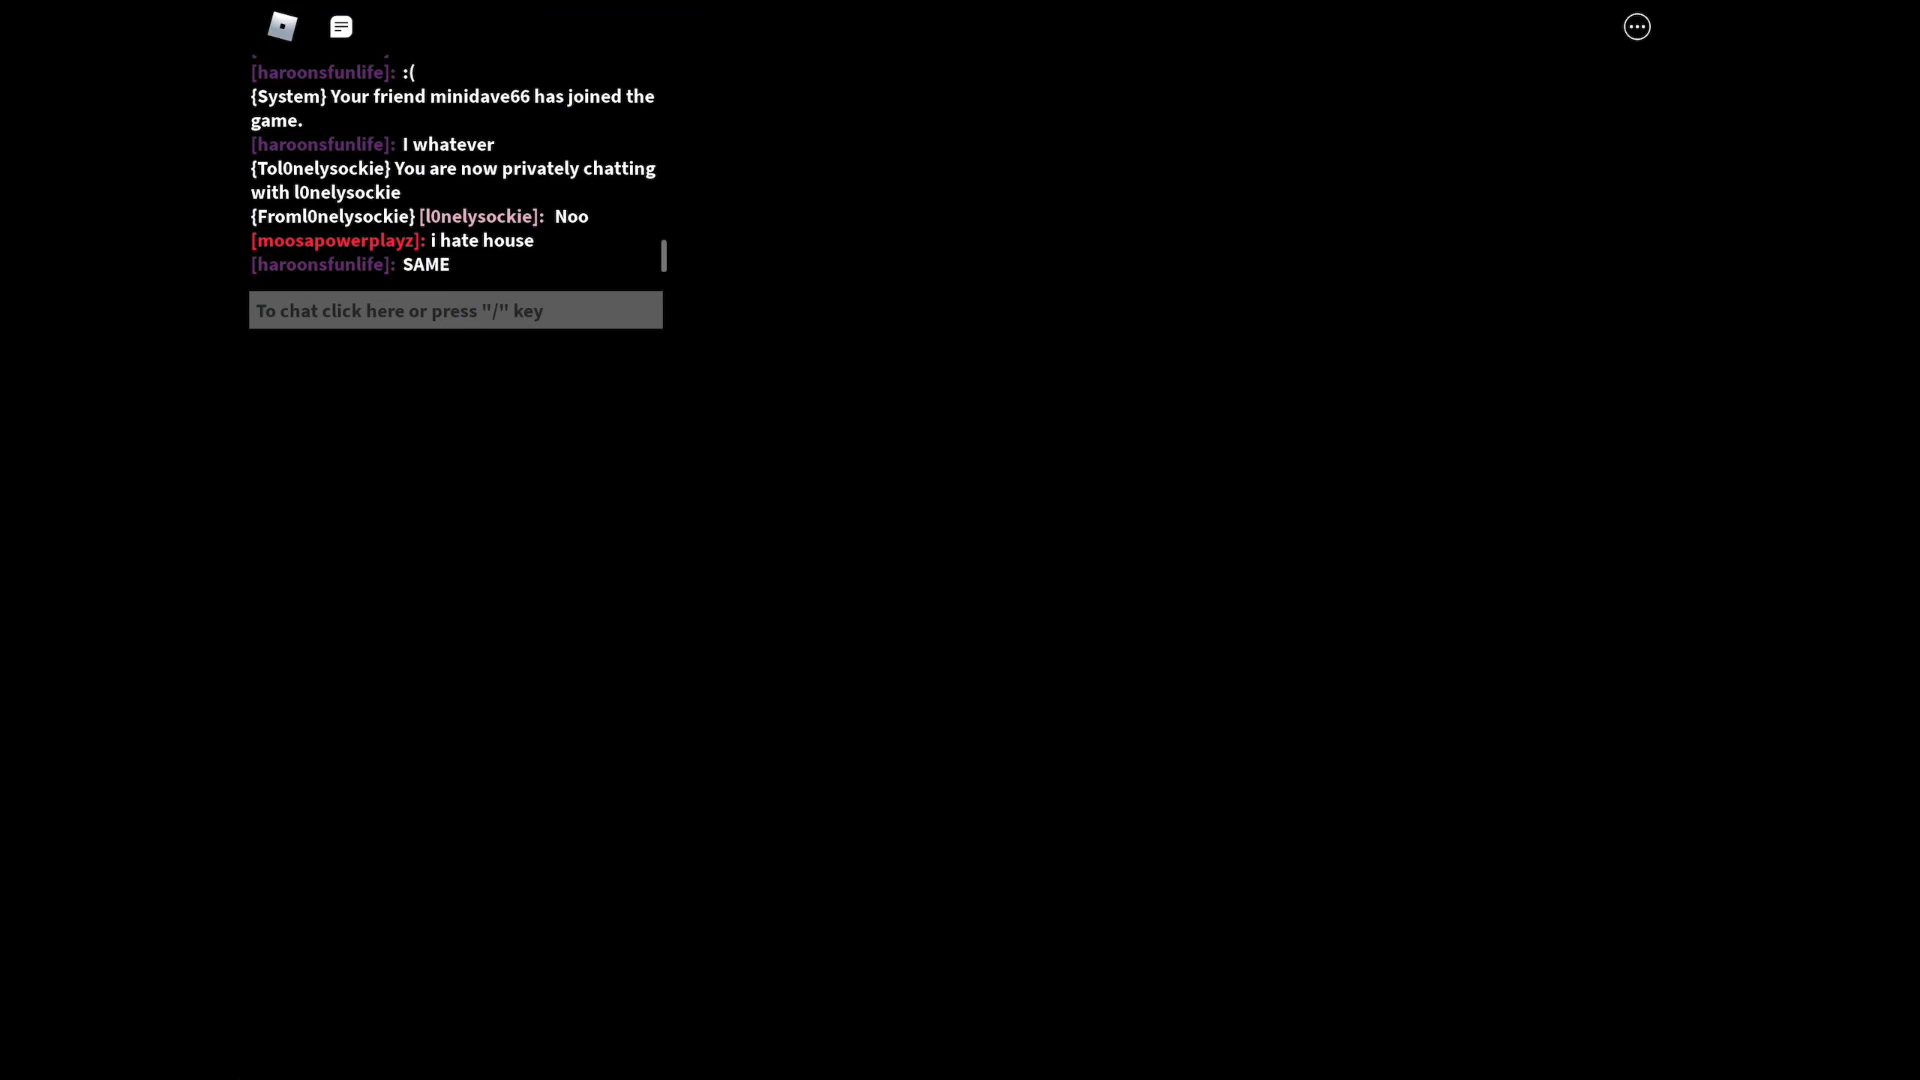 [haroonsfunlife]: :(
{System} Your friend minidave66 has joined the
game.
[haroonsfunlife]: I whatever
{Tol0nelysockie} You are now privately chatting
with l0nelysockie
{Froml0nelysockie} [l0nelysockie]: Noo
[moosapowerplayz]: i hate house
[haroonsfunlife]: SAME
To chat click here or press "/" key